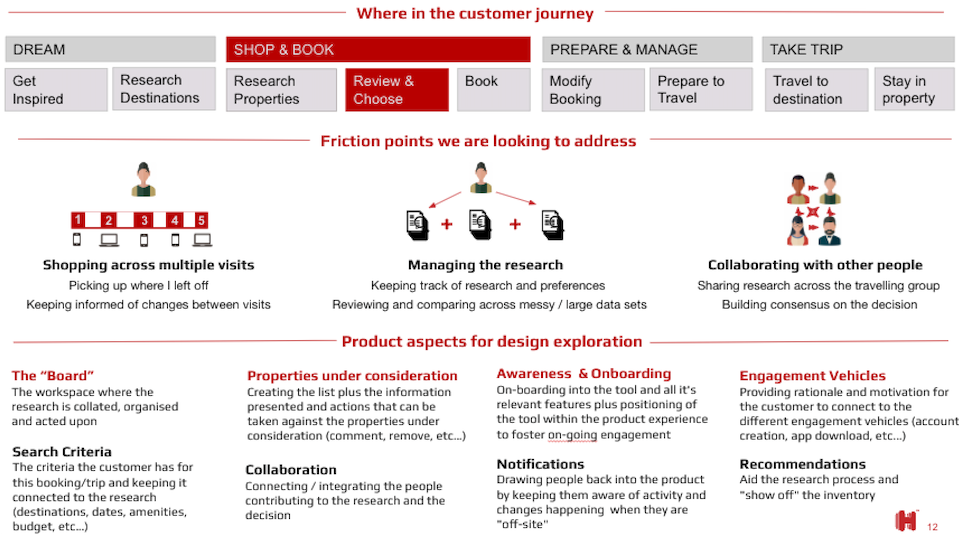 Where in the customer journey
DREAM
SHOP & BOOK
PREPARE & MANAGE
TAKE TRIP
Get
Inspired
Research
Destinations
Research
Properties
Review &
Choose
Book
Modify
Booking
Prepare to
Travel
Travel to
destination
Stay in
property
Friction points we are looking to address
1 2 3 4 5
+ +
Shopping across multiple visits
Picking up where I left off
Keeping informed of changes between visits
Managing the research
Keeping track of research and preferences
Reviewing and comparing across messy / large data sets
Collaborating with other people
Sharing research across the travelling group
Building consensus on the decision
Product aspects for design exploration
The “Board”
The workspace where the
research is collated, organised
and acted upon
Search Criteria
The criteria the customer has for
this booking/trip and keeping it
connected to the research
(destinations, dates, amenities,
budget, etc...)
Properties under consideration
Creating the list plus the information
presented and actions that can be
taken against the properties under
consideration (comment, remove, etc...)
Collaboration
Connecting / integrating the people
contributing to the research and the
decision
Awareness & Onboarding
On-boarding into the tool and all it’s
relevant features plus positioning of
the tool within the product experience
to foster on-going engagement
Notifications
Drawing people back into the product
by keeping them aware of activity and
changes happening when they are
"off-site"
Engagement Vehicles
Providing rationale and motivation for
the customer to connect to the
different engagement vehicles (account
creation, app download, etc...)
Recommendations
Aid the research process and
"show off" the inventory
H
12